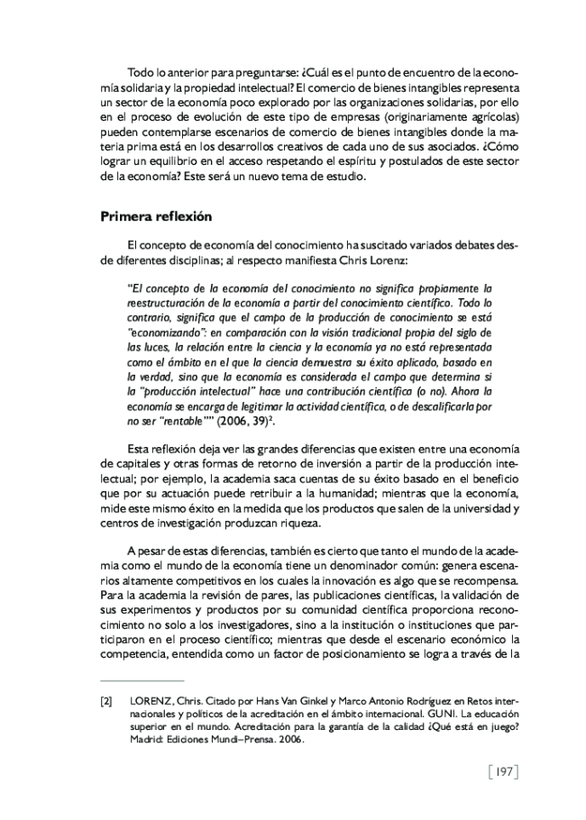 Todo lo anterior para preguntarse: ¿Cuál es el punto de encuentro de la econo-
mía solidaria y la propiedad intelectual? El comercio de bienes intangibles representa
un sector de la economía poco explorado por las organizaciones solidarias, por ello
en el proceso de evolución de este tipo de empresas (originariamente agrícolas)
pueden contemplarse escenarios de comercio de bienes intangibles donde la ma-
teria prima está en los desarrollos creativos de cada uno de sus asociados. ¿Cómo
lograr un equilibrio en el acceso respetando el espíritu y postulados de este sector
de la economía? Este será un nuevo tema de estudio.
Primera reflexión
El concepto de economía del conocimiento ha suscitado variados debates des-
de diferentes disciplinas; al respecto manifiesta Chris Lorenz:
"El concepto de la economía del conocimiento no significa propiamente la
reestructuración de la economía a partir del conocimiento científico. Todo lo
contrario, significa que el campo de la producción de conocimiento se está
"economizando": en comparación con la visión tradicional propia del siglo de
las luces, la relación entre la ciencia y la economía ya no está representada
como el ámbito en el que la ciencia demuestra su éxito aplicado, basado en
la verdad, sino que la economía es considerada el campo que determina si
la "producción intelectual" hace una contribución científica (o no). Ahora la
economía se encarga de legitimar la actividad científica, o de descalificarla por
no ser "rentable"" (2006, 39)².
Esta reflexión deja ver las grandes diferencias que existen entre una economía
de capitales y otras formas de retorno de inversión a partir de la producción inte-
lectual; por ejemplo, la academia saca cuentas de su éxito basado en el beneficio
que por su actuación puede retribuir a la humanidad; mientras que la economía,
mide este mismo éxito en la medida que los productos que salen de la universidad y
centros de investigación produzcan riqueza.
A pesar de estas diferencias, también es cierto que tanto el mundo de la acade-
mia como el mundo de la economía tiene un denominador común: genera escena-
rios altamente competitivos en los cuales la innovación es algo que se recompensa.
Para la academia la revisión de pares, las publicaciones científicas, la validación de
sus experimentos y productos por su comunidad científica proporciona recono-
cimiento no solo a los investigadores, sino a la institución o instituciones que par-
ticiparon en el proceso científico; mientras que desde el escenario económico la
competencia, entendida como un factor de posicionamiento se logra a través de la
[2] LORENZ, Chris. Citado por Hans Van Ginkel y Marco Antonio Rodríguez en Retos inter-
nacionales y políticos de la acreditación en el ámbito internacional. GUNI. La educación
superior en el mundo. Acreditación para la garantía de la calidad ¿Qué está en juego?
Madrid: Ediciones Mundi–Prensa. 2006.
[197]